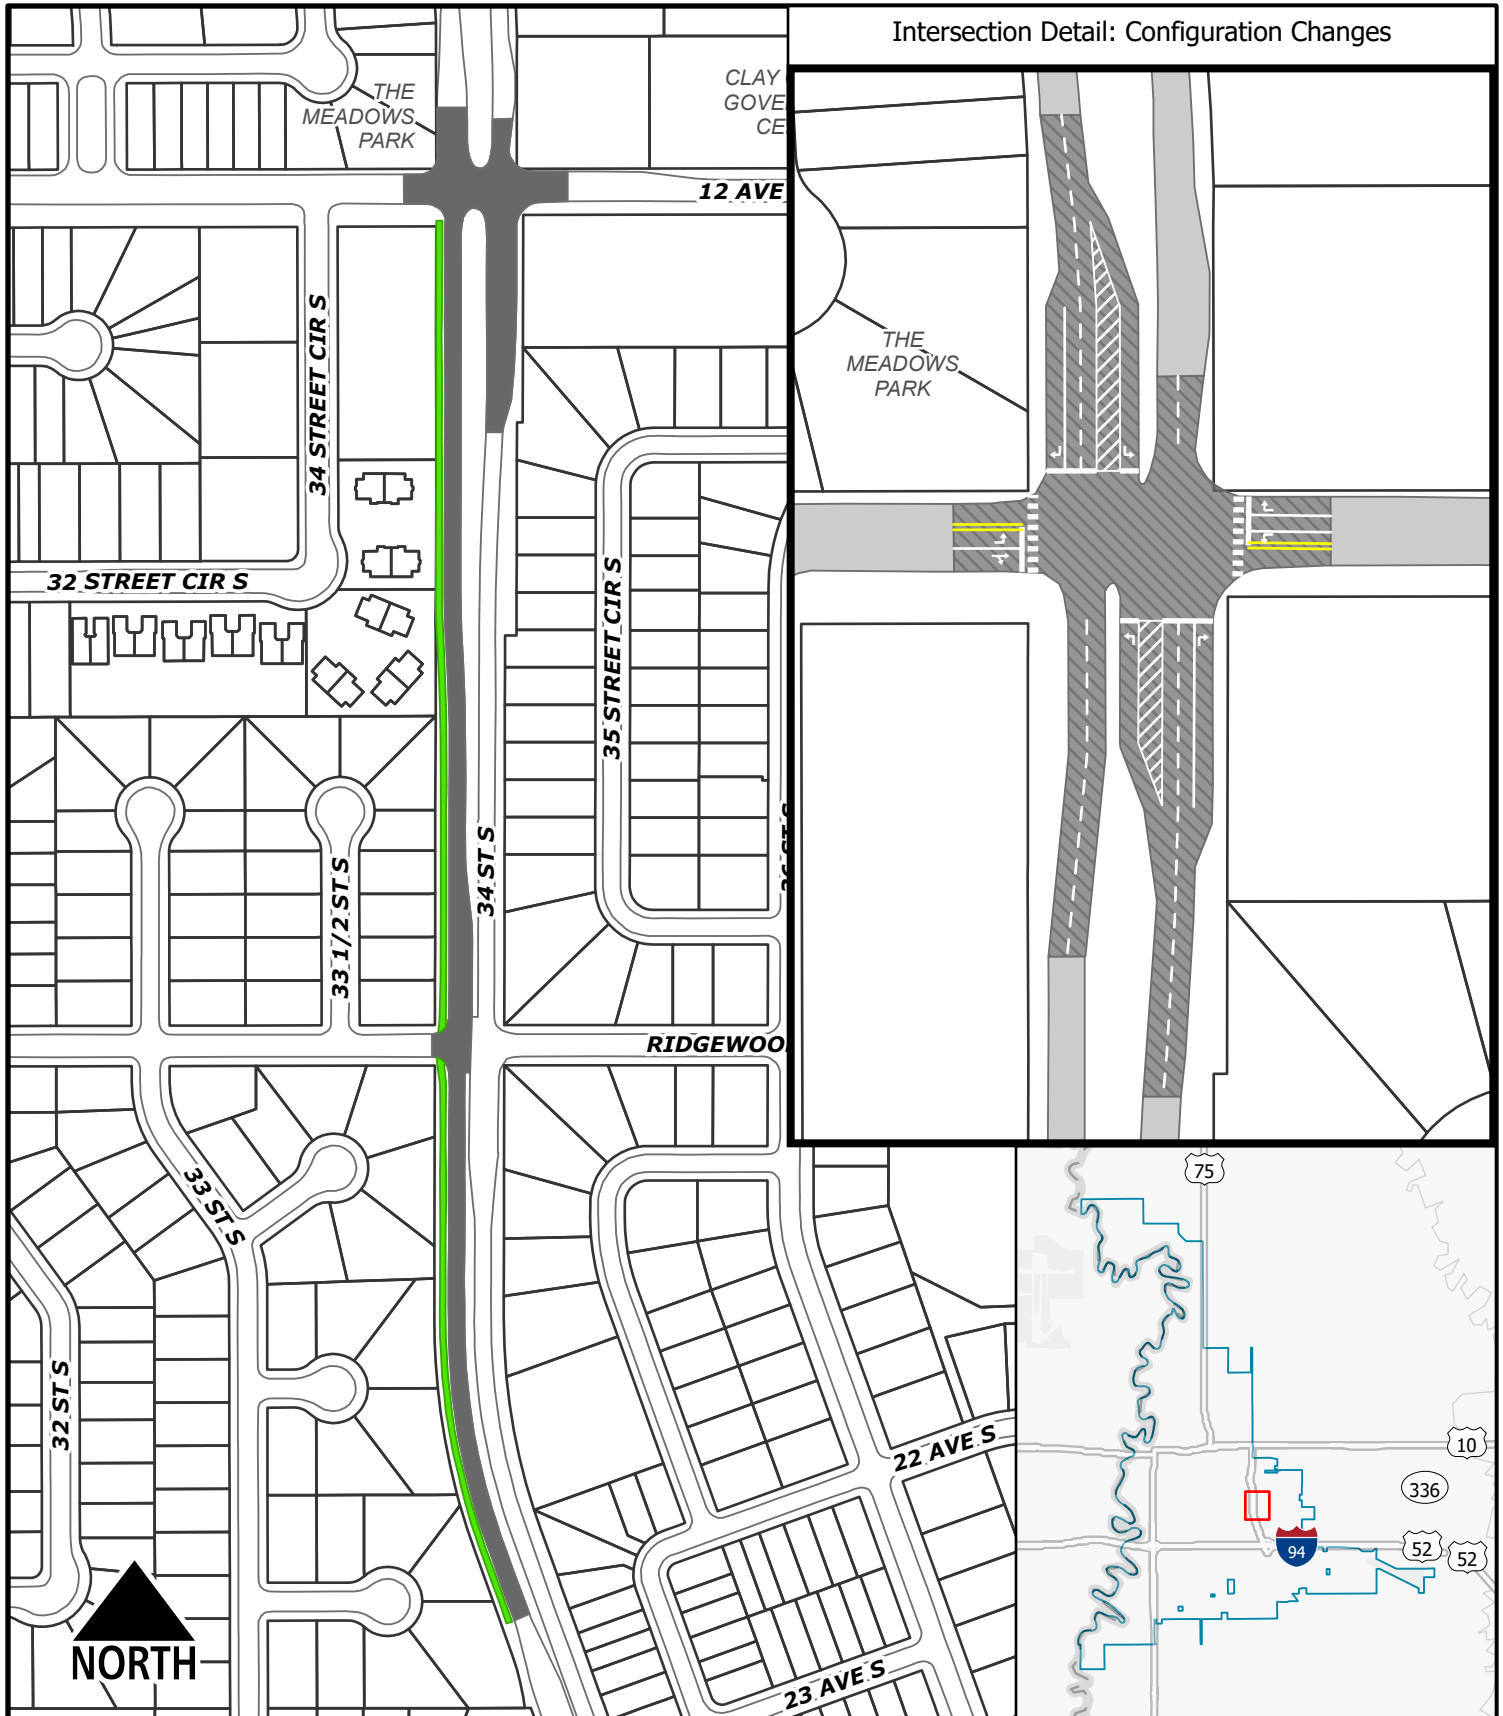 Intersection Detail: Configuration Changes
THE
MEADOWS
PARK
CLAY
GOVE
CE
12 AVE
34 STREET CIR S
THE
MEADOWS
PARK
32 STREET CIR S
35 STREET CIR S
34 ST S
33 1/2 ST S
RIDGEWOO
33 ST S
32 ST S
22 AVE S
23 AVE S
NORTH
75
10
336
94
52
52